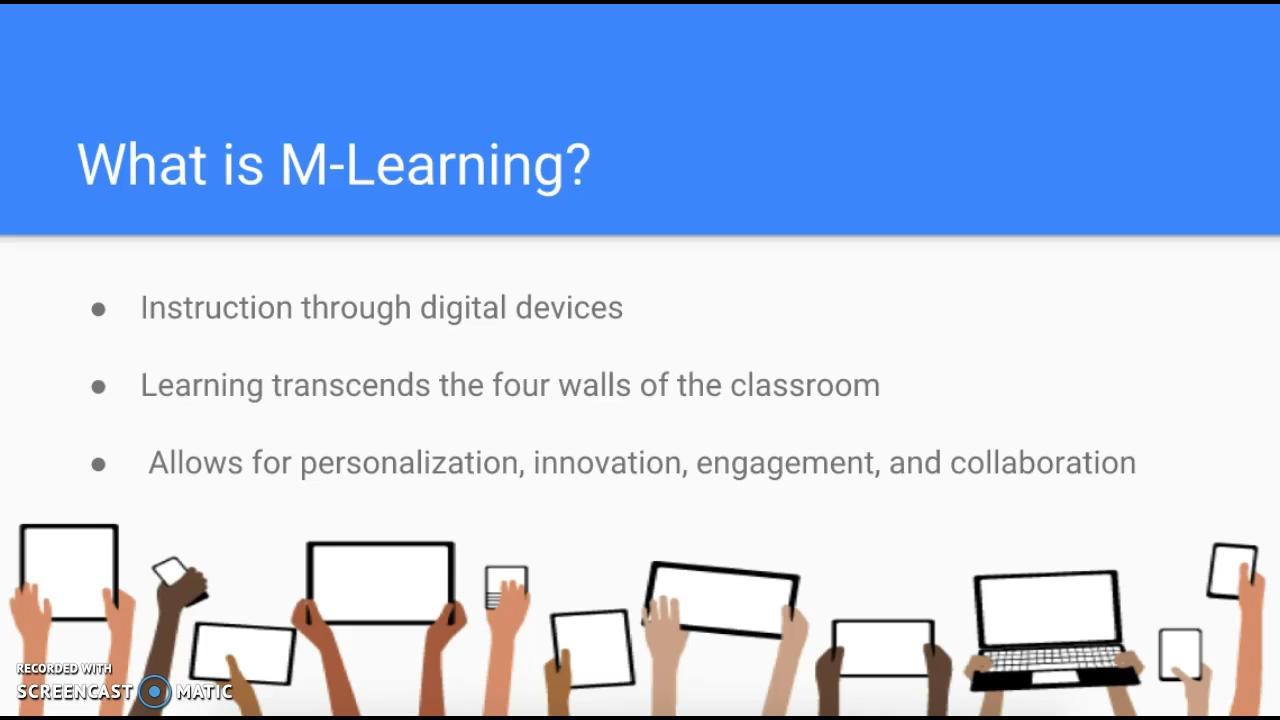 What is M-Learning?
● Instruction through digital devices
● Learning transcends the four walls of the classroom
● Allows for personalization, innovation, engagement, and collaboration
RECORDED WITH
SCREENCAST MATIC